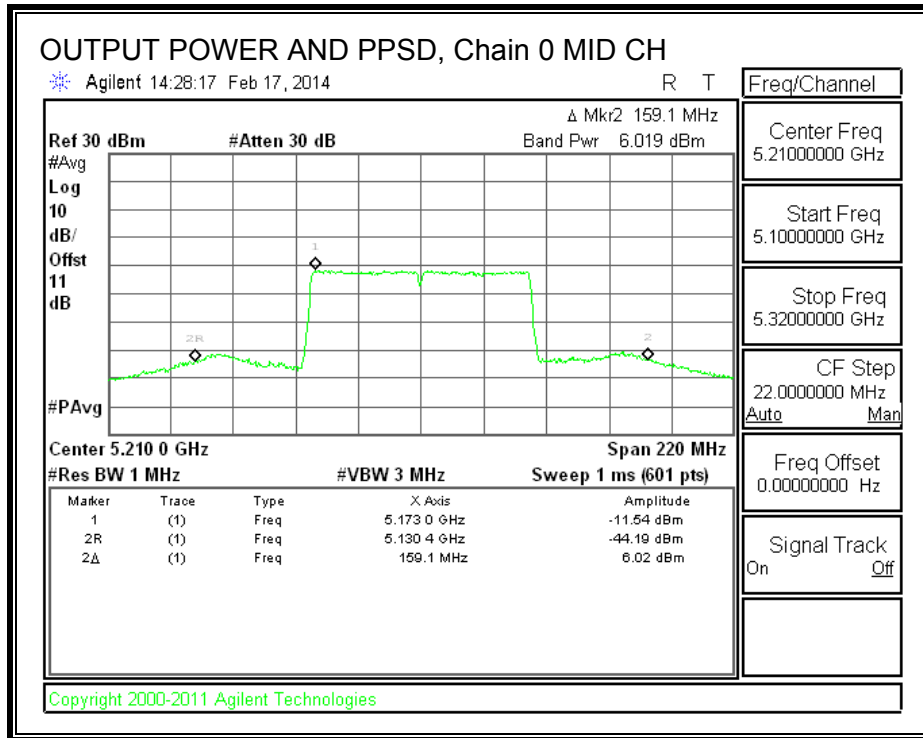 OUTPUT POWER AND PPSD, Chain 0 MID CH
Agilent 14:28:17 Feb 17, 2014 R T
Freq/Channel
Δ Mkr2 159.1 MHz
Ref 30 dBm #Atten 30 dB Band Pwr 6.019 dBm
#Avg
Log
10
dB/
Offst
11
dB
#PAvg
1
2R
2
Center 5.210 0 GHz Span 220 MHz
#Res BW 1 MHz #VBW 3 MHz Sweep 1 ms (601 pts)
Marker Trace Type X Axis Amplitude
1 (1) Freq 5.173 0 GHz -11.54 dBm
2R (1) Freq 5.130 4 GHz -44.19 dBm
2Δ (1) Freq 159.1 MHz 6.02 dBm
Center Freq
5.21000000 GHz
Start Freq
5.10000000 GHz
Stop Freq
5.32000000 GHz
CF Step
22.0000000 MHz
Auto Man
Freq Offset
0.00000000 Hz
Signal Track
On Off
Copyright 2000-2011 Agilent Technologies